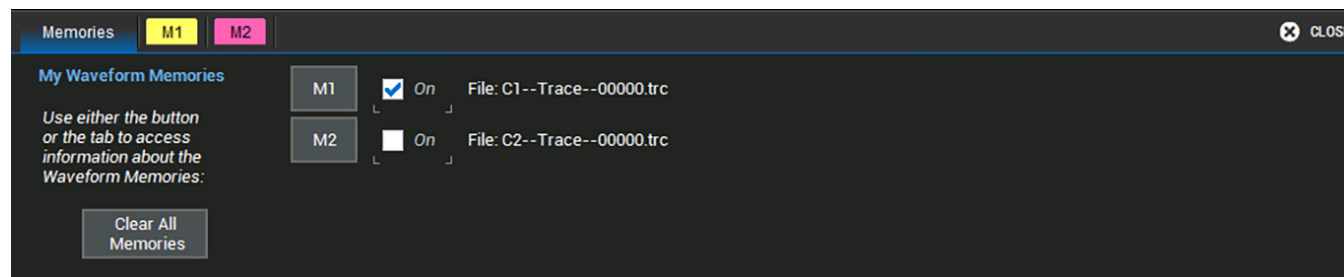 Memories M1 M2 CLOS
My Waveform Memories
Use either the button
or the tab to access
information about the
Waveform Memories:
Clear All
Memories
M1 On File: C1--Trace--00000.trc
M2 On File: C2--Trace--00000.trc